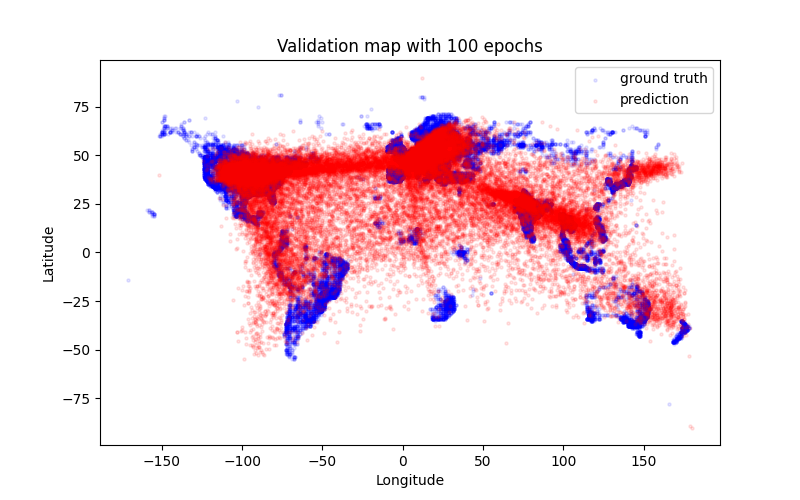 Validation map with 100 epochs
ground truth
prediction
75
50
25
0
−25
−50
−75
Latitude
−150
−100
−50
0
50
100
150
Longitude